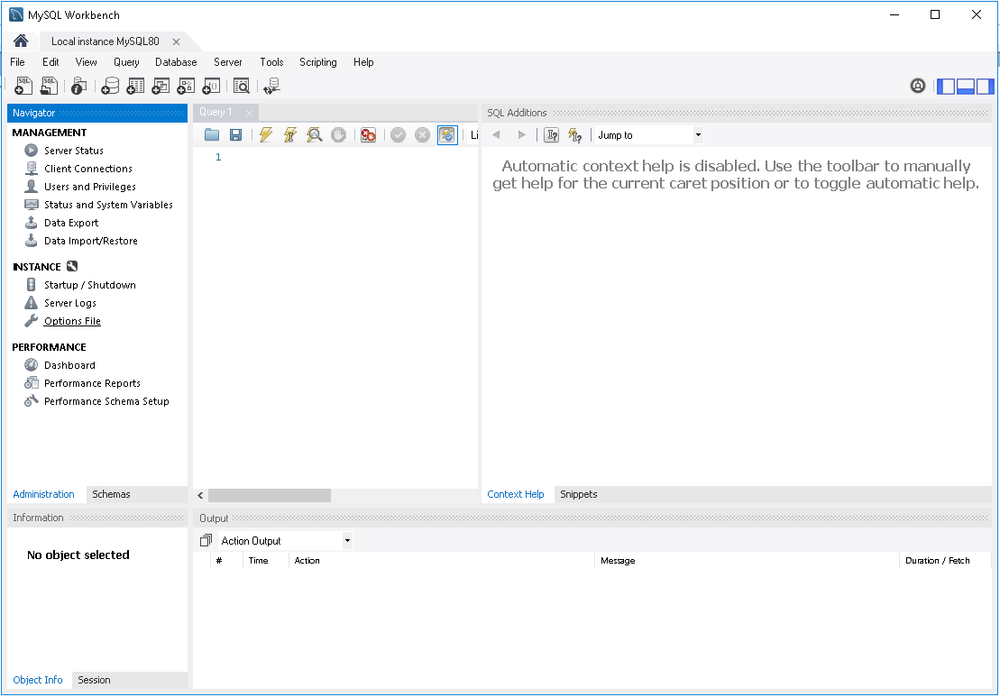 MySQL Workbench
Local instance MySQL80
File Edit View Query Database Server Tools Scripting Help
Navigator
MANAGEMENT
Server Status
Client Connections
Users and Privileges
Status and System Variables
Data Export
Data Import/Restore
INSTANCE
Startup / Shutdown
Server Logs
Options File
PERFORMANCE
Dashboard
Performance Reports
Performance Schema Setup
Administration Schemas
Query 1
Li
1
SQL Additions
Jump to
Automatic context help is disabled. Use the toolbar to manually
get help for the current caret position or to toggle automatic help.
Context Help Snippets
Information
No object selected
Object Info Session
Output
Action Output
# Time Action Message Duration / Fetch